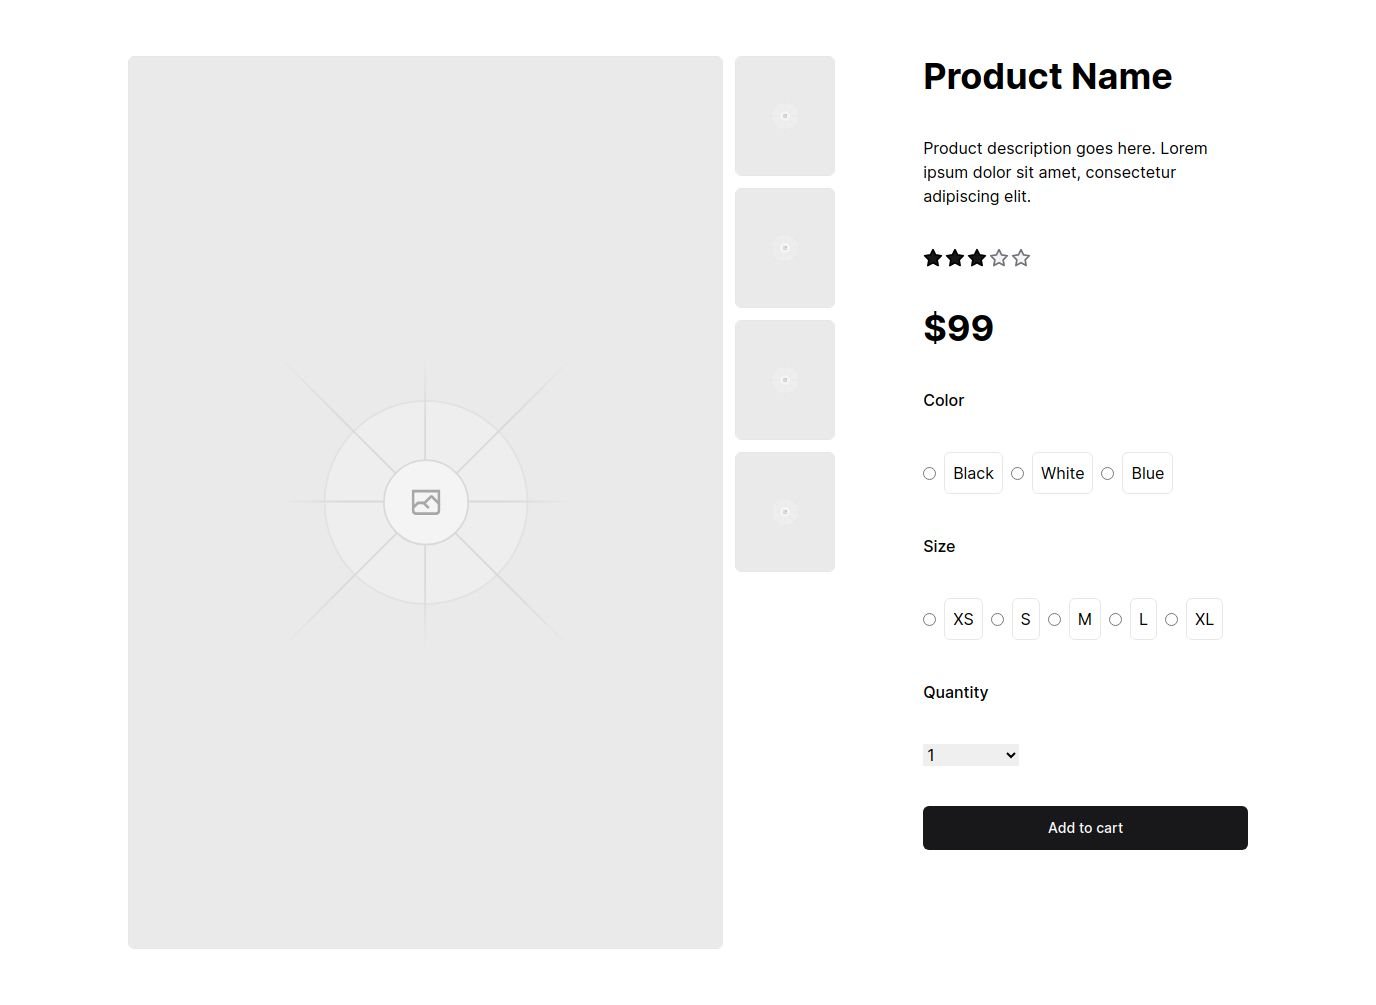 Product Name
Product description goes here. Lorem
ipsum dolor sit amet, consectetur
adipiscing elit.
$99
Color
Black White Blue
Size
XS S M L XL
Quantity
1
Add to cart